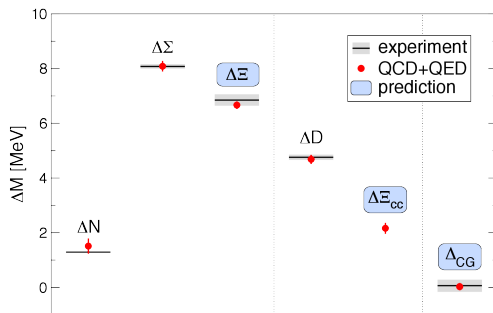 10
8
6
4
2
0
ΔM [MeV]
ΔN
ΔΣ
ΔΞ
ΔD
ΔΞcc
ΔCG
experiment
QCD+QED
prediction